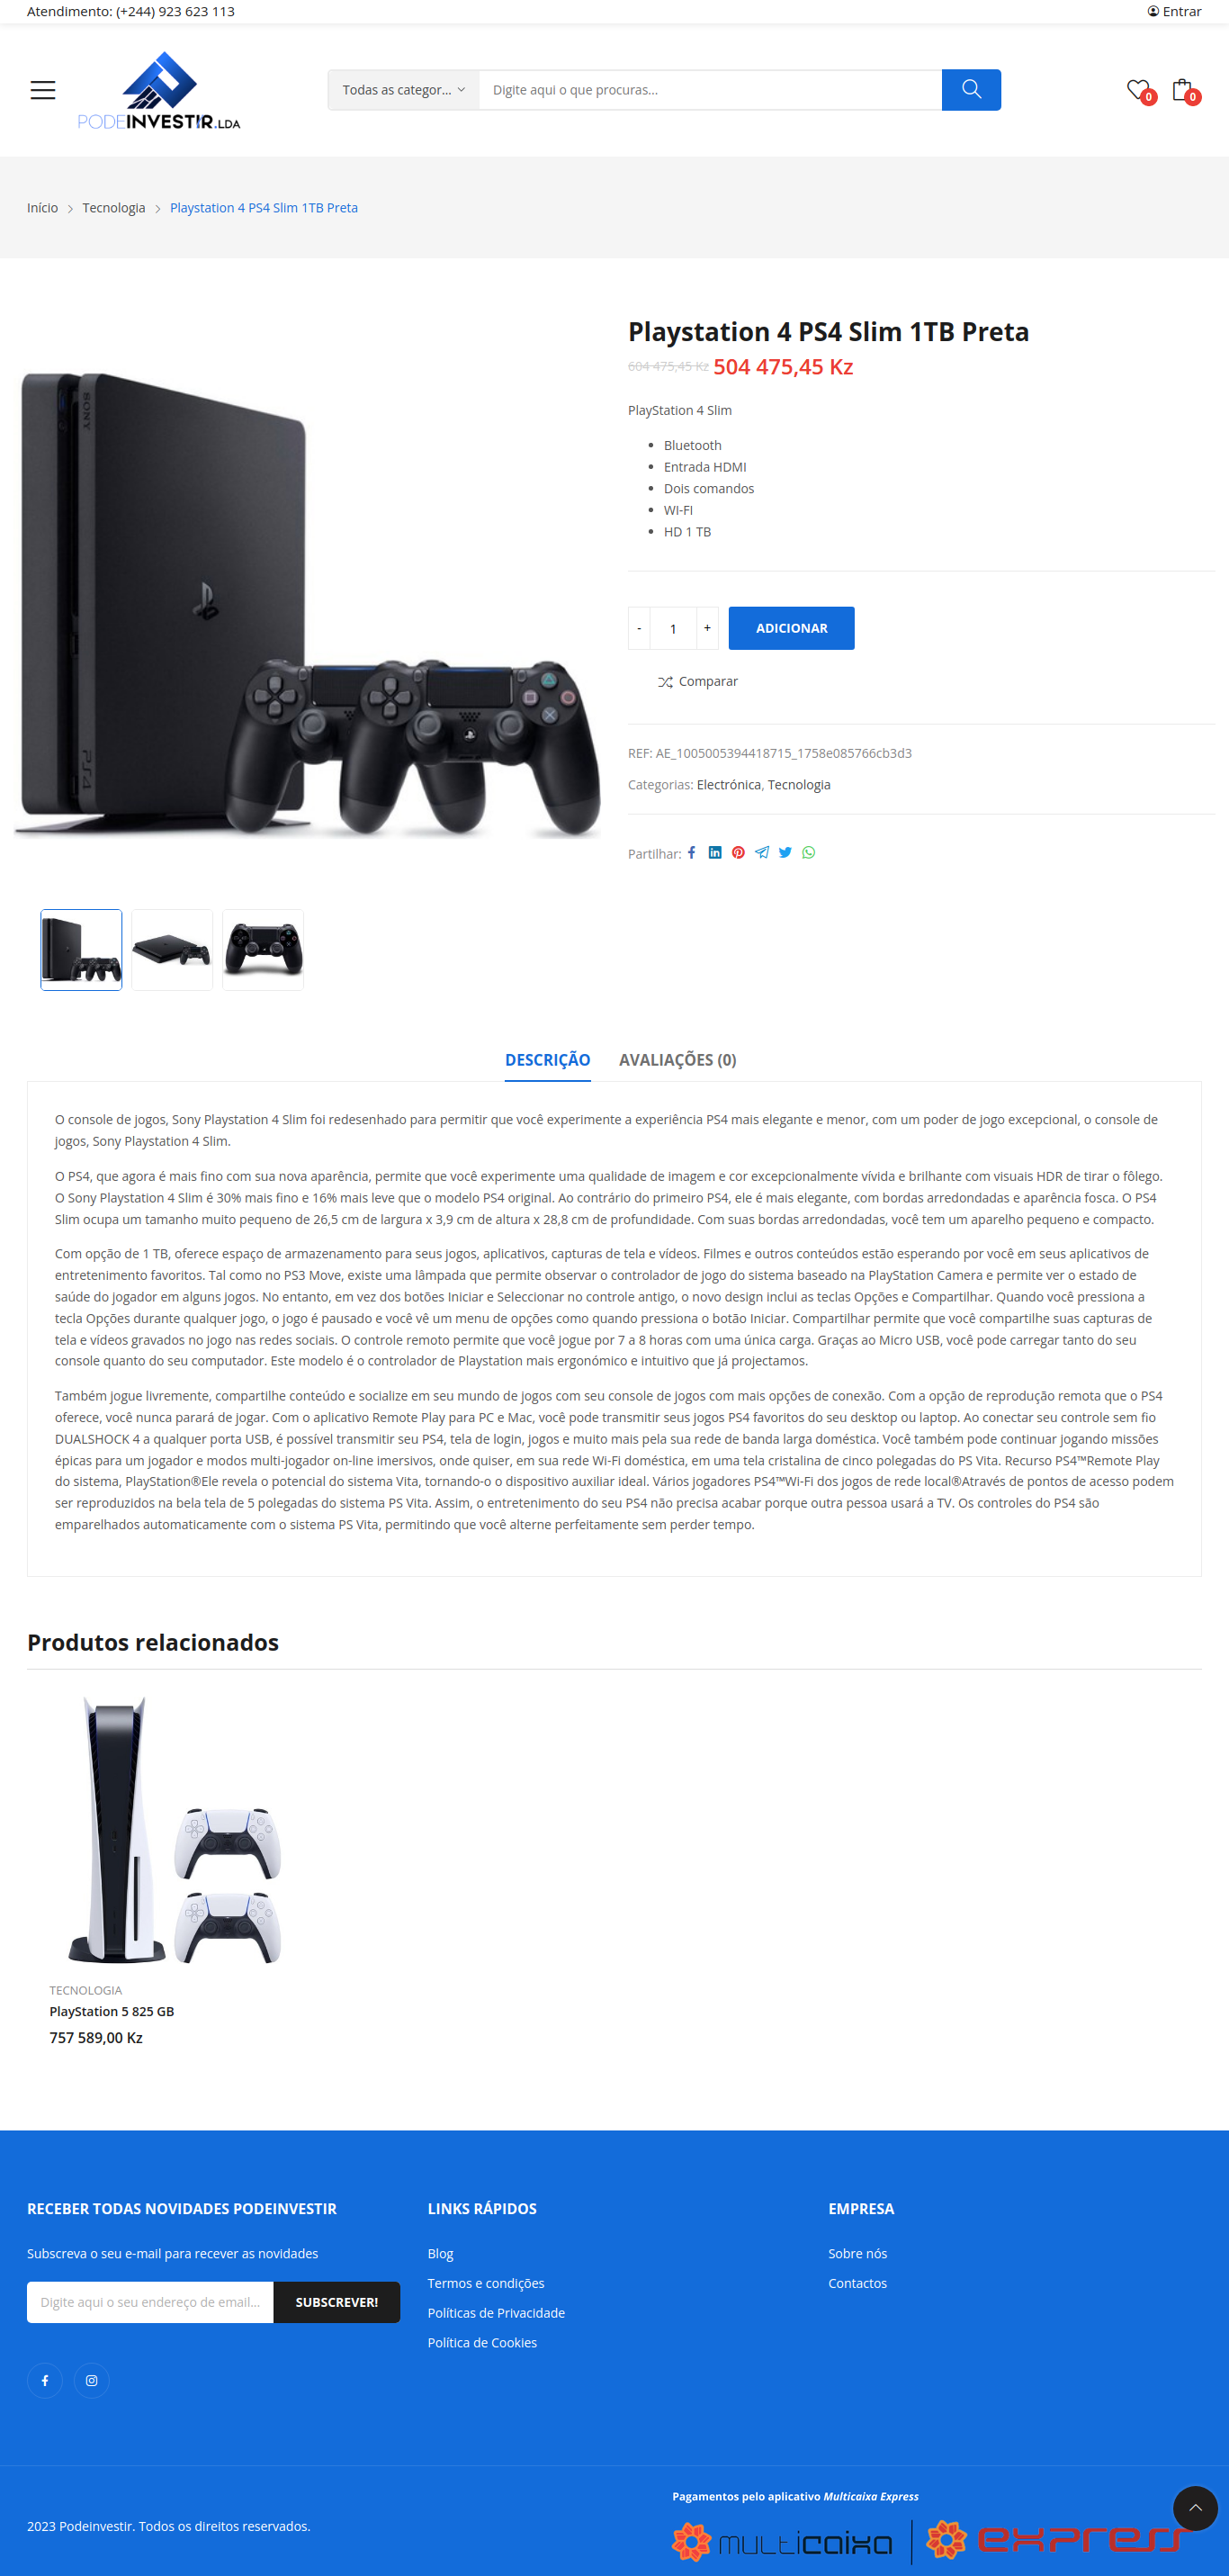 Atendimento: (+244) 923 623 113
Entrar
PODEINVESTIR.LDA
Todas as categor...
Digite aqui o que procuras...
0
0
Início
Tecnologia
Playstation 4 PS4 Slim 1TB Preta
Playstation 4 PS4 Slim 1TB Preta
604 475,45 Kz 504 475,45 Kz
PlayStation 4 Slim
Bluetooth
Entrada HDMI
Dois comandos
WI-FI
HD 1 TB
- 1 +
ADICIONAR
Comparar
REF: AE_1005005394418715_1758e085766cb3d3
Categorias: Electrónica, Tecnologia
Partilhar:
SONY
PS4
DESCRIÇÃO
AVALIAÇÕES (0)
O console de jogos, Sony Playstation 4 Slim foi redesenhado para permitir que você experimente a experiência PS4 mais elegante e menor, com um poder de jogo excepcional, o console de
jogos, Sony Playstation 4 Slim.
O PS4, que agora é mais fino com sua nova aparência, permite que você experimente uma qualidade de imagem e cor excepcionalmente vívida e brilhante com visuais HDR de tirar o fôlego.
O Sony Playstation 4 Slim é 30% mais fino e 16% mais leve que o modelo PS4 original. Ao contrário do primeiro PS4, ele é mais elegante, com bordas arredondadas e aparência fosca. O PS4
Slim ocupa um tamanho muito pequeno de 26,5 cm de largura x 3,9 cm de altura x 28,8 cm de profundidade. Com suas bordas arredondadas, você tem um aparelho pequeno e compacto.
Com opção de 1 TB, oferece espaço de armazenamento para seus jogos, aplicativos, capturas de tela e vídeos. Filmes e outros conteúdos estão esperando por você em seus aplicativos de
entretenimento favoritos. Tal como no PS3 Move, existe uma lâmpada que permite observar o controlador de jogo do sistema baseado na PlayStation Camera e permite ver o estado de
saúde do jogador em alguns jogos. No entanto, em vez dos botões Iniciar e Seleccionar no controle antigo, o novo design inclui as teclas Opções e Compartilhar. Quando você pressiona a
tecla Opções durante qualquer jogo, o jogo é pausado e você vê um menu de opções como quando pressiona o botão Iniciar. Compartilhar permite que você compartilhe suas capturas de
tela e vídeos gravados no jogo nas redes sociais. O controle remoto permite que você jogue por 7 a 8 horas com uma única carga. Graças ao Micro USB, você pode carregar tanto do seu
console quanto do seu computador. Este modelo é o controlador de Playstation mais ergonómico e intuitivo que já projectamos.
Também jogue livremente, compartilhe conteúdo e socialize em seu mundo de jogos com seu console de jogos com mais opções de conexão. Com a opção de reprodução remota que o PS4
oferece, você nunca parará de jogar. Com o aplicativo Remote Play para PC e Mac, você pode transmitir seus jogos PS4 favoritos do seu desktop ou laptop. Ao conectar seu controle sem fio
DUALSHOCK 4 a qualquer porta USB, é possível transmitir seu PS4, tela de login, jogos e muito mais pela sua rede de banda larga doméstica. Você também pode continuar jogando missões
épicas para um jogador e modos multi-jogador on-line imersivos, onde quiser, em sua rede Wi-Fi doméstica, em uma tela cristalina de cinco polegadas do PS Vita. Recurso PS4™Remote Play
do sistema, PlayStation®Ele revela o potencial do sistema Vita, tornando-o o dispositivo auxiliar ideal. Vários jogadores PS4™Wi-Fi dos jogos de rede local®Através de pontos de acesso podem
ser reproduzidos na bela tela de 5 polegadas do sistema PS Vita. Assim, o entretenimento do seu PS4 não precisa acabar porque outra pessoa usará a TV. Os controles do PS4 são
emparelhados automaticamente com o sistema PS Vita, permitindo que você alterne perfeitamente sem perder tempo.
Produtos relacionados
TECNOLOGIA
PlayStation 5 825 GB
757 589,00 Kz
RECEBER TODAS NOVIDADES PODEINVESTIR
Subscreva o seu e-mail para recever as novidades
Digite aqui o seu endereço de email...
SUBSCREVER!
LINKS RÁPIDOS
Blog
Termos e condições
Políticas de Privacidade
Política de Cookies
EMPRESA
Sobre nós
Contactos
2023 Podeinvestir. Todos os direitos reservados.
Pagamentos pelo aplicativo Multicaixa Express
multicaixa
express